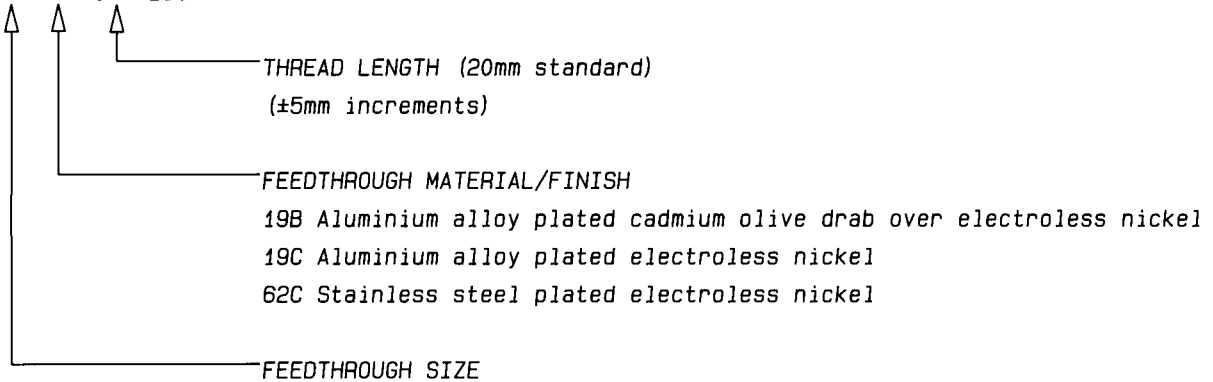 THREAD LENGTH (20mm standard)
(±5mm increments)
FEEDTHROUGH MATERIAL/FINISH
19B Aluminium alloy plated cadmium olive drab over electroless nickel
19C Aluminium alloy plated electroless nickel
62C Stainless steel plated electroless nickel
FEEDTHROUGH SIZE